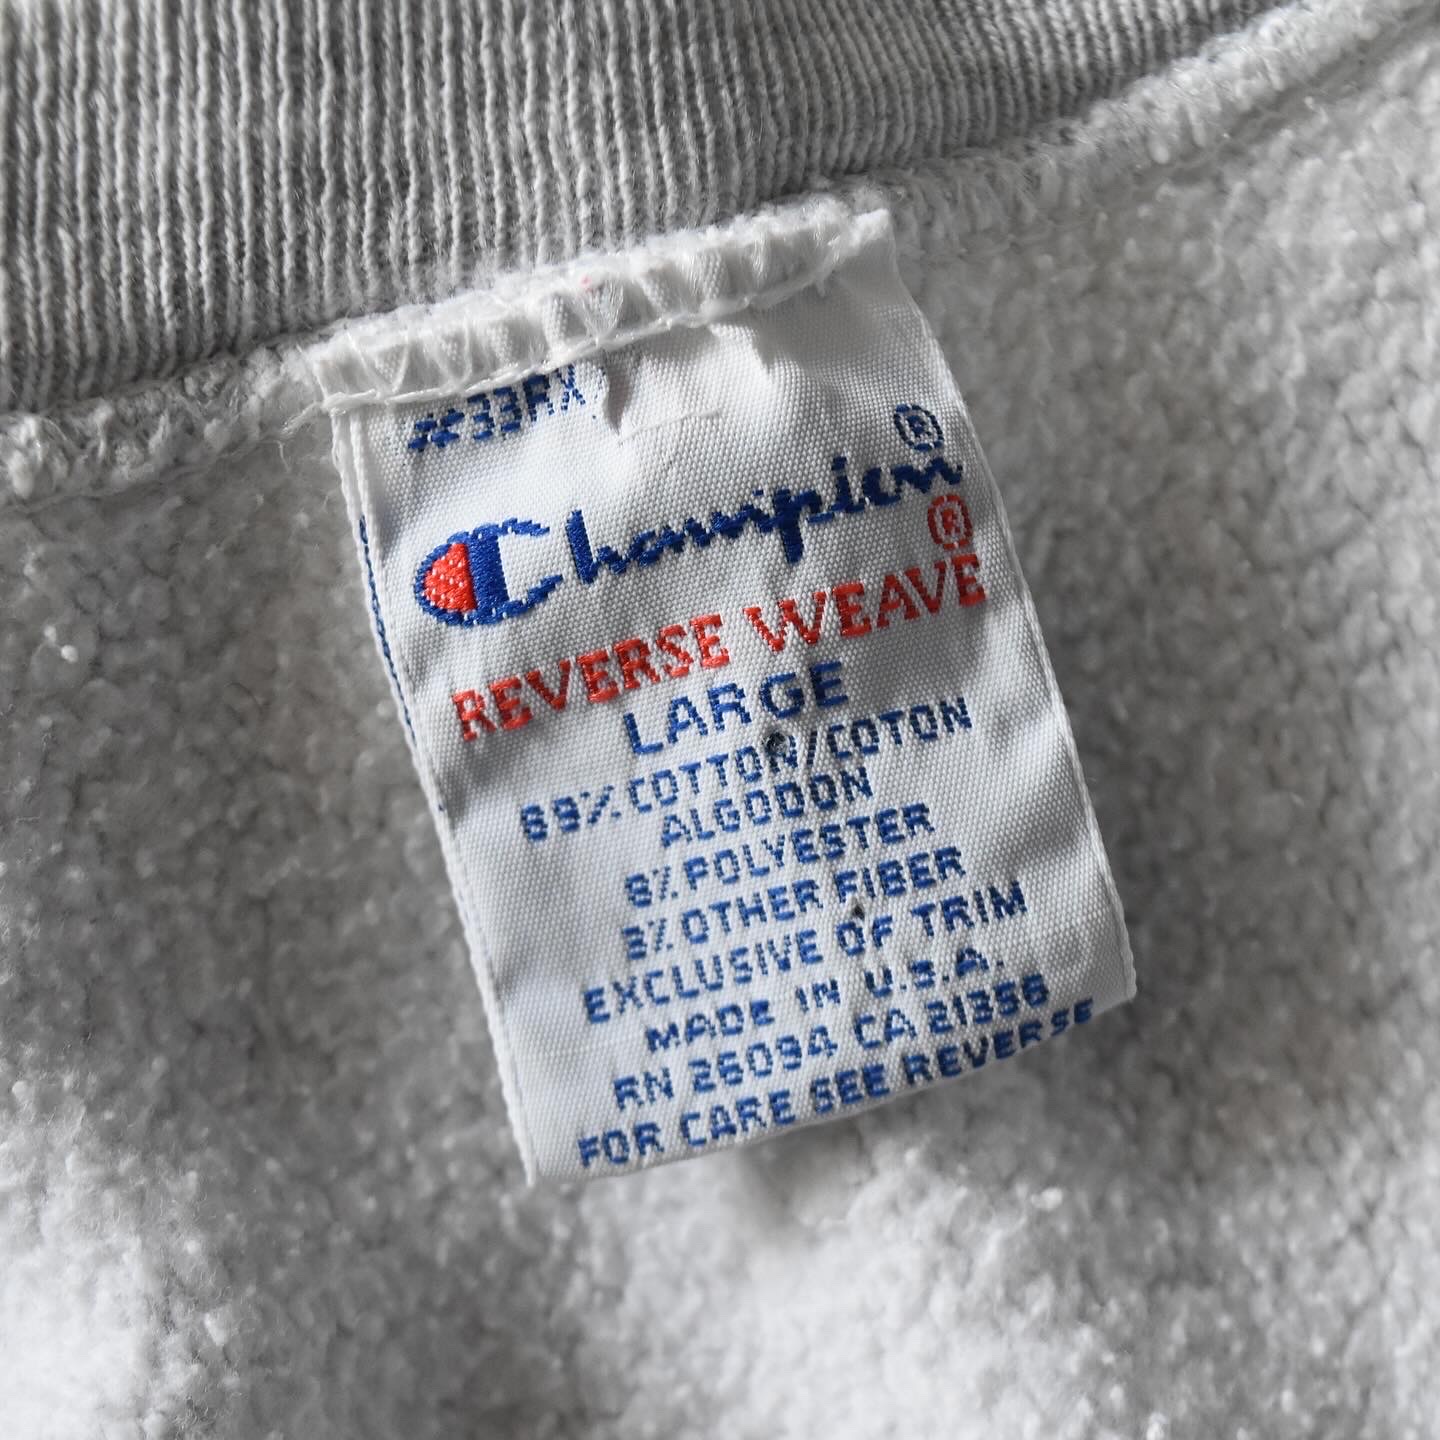 #33RX
®
Champion
®
REVERSE WEAVE
LARGE
89% COTTON/COTON
ALGODON
8% POLYESTER
3% OTHER FIBER
EXCLUSIVE OF TRIM
MADE IN U.S.A.
RN 26094 CA 21356
FOR CARE SEE REVERSE